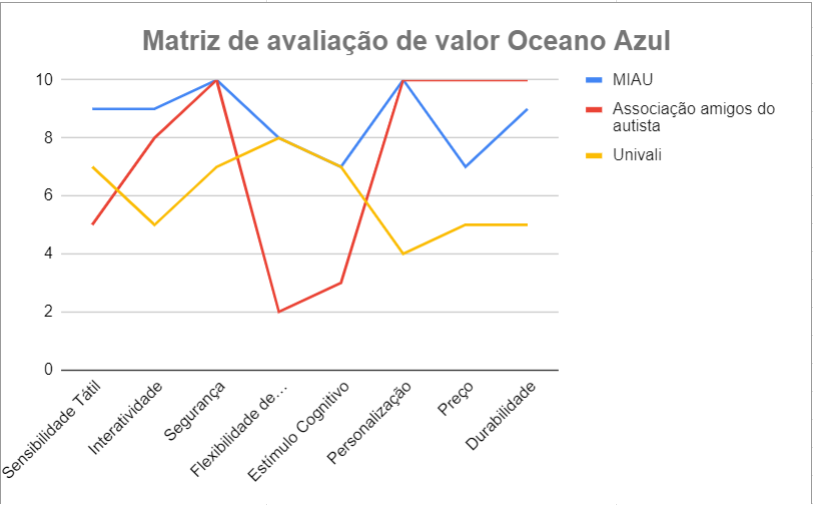 Matriz de avaliação de valor Oceano Azul
10
8
6
4
2
0
MIAU
Associação amigos do
autista
Univali
Sensibilidade Tátil
Interatividade
Segurança
Flexibilidade de…
Estímulo Cognitivo
Personalização
Preço
Durabilidade